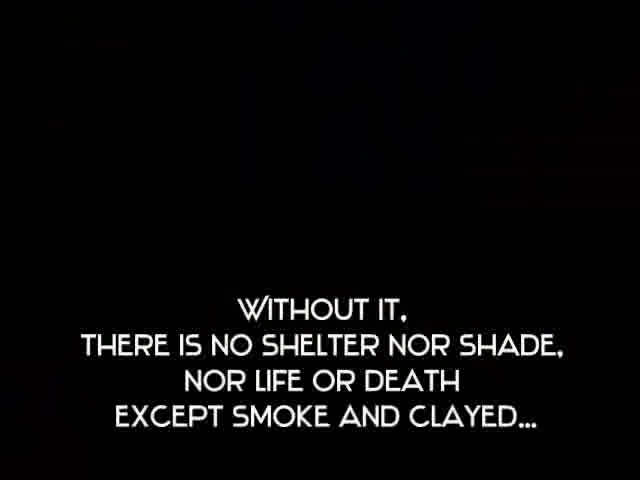 WITHOUT IT,
THERE IS NO SHELTER NOR SHADE,
NOR LIFE OR DEATH
EXCEPT SMOKE AND CLAYED...